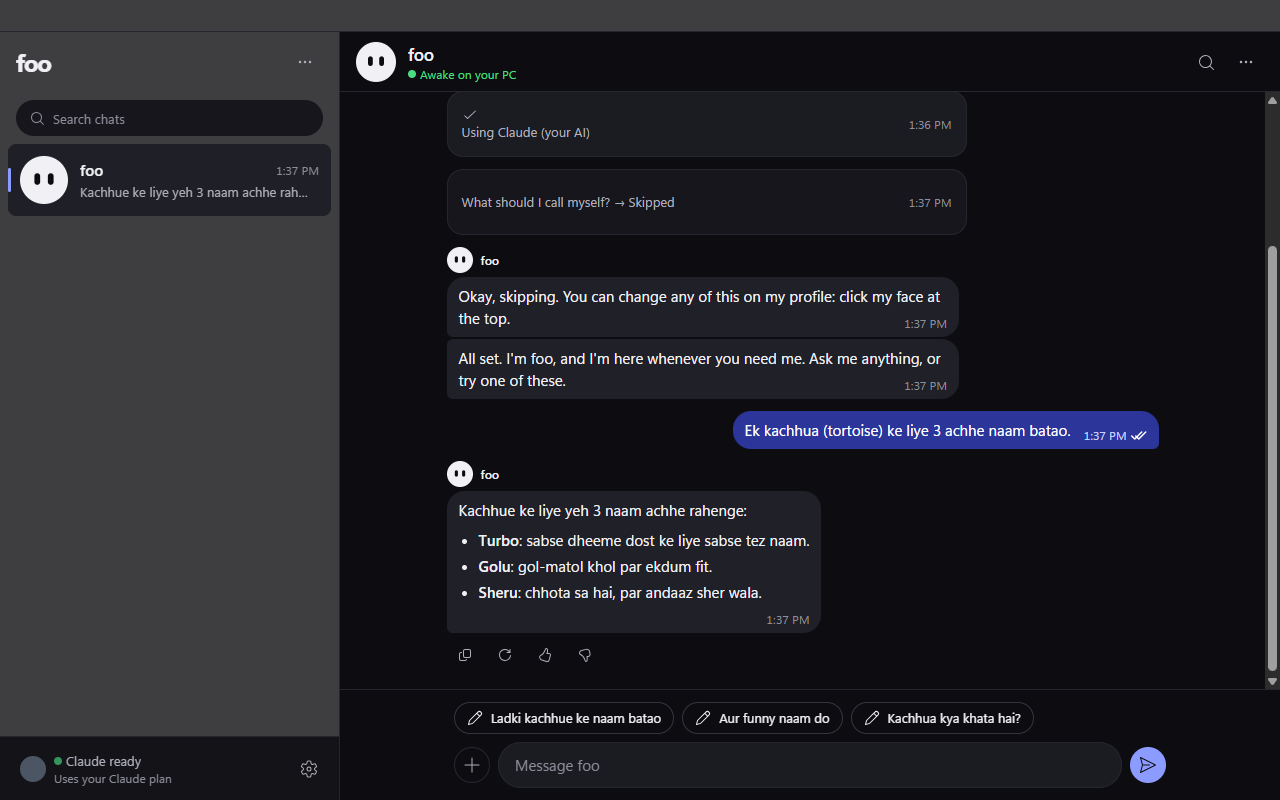 foo
Search chats
foo 1:37 PM
Kachhue ke liye yeh 3 naam achhe rah...
Claude ready
Uses your Claude plan
foo
Awake on your PC
Using Claude (your AI) 1:36 PM
What should I call myself? → Skipped 1:37 PM
foo
Okay, skipping. You can change any of this on my profile: click my face at
the top. 1:37 PM
All set. I'm foo, and I'm here whenever you need me. Ask me anything, or
try one of these. 1:37 PM
Ek kachhua (tortoise) ke liye 3 achhe naam batao. 1:37 PM
foo
Kachhue ke liye yeh 3 naam achhe rahenge:
• Turbo: sabse dheeme dost ke liye sabse tez naam.
• Golu: gol-matol khol par ekdum fit.
• Sheru: chhota sa hai, par andaaz sher wala.
1:37 PM
Ladki kachhue ke naam batao Aur funny naam do Kachhua kya khata hai?
Message foo